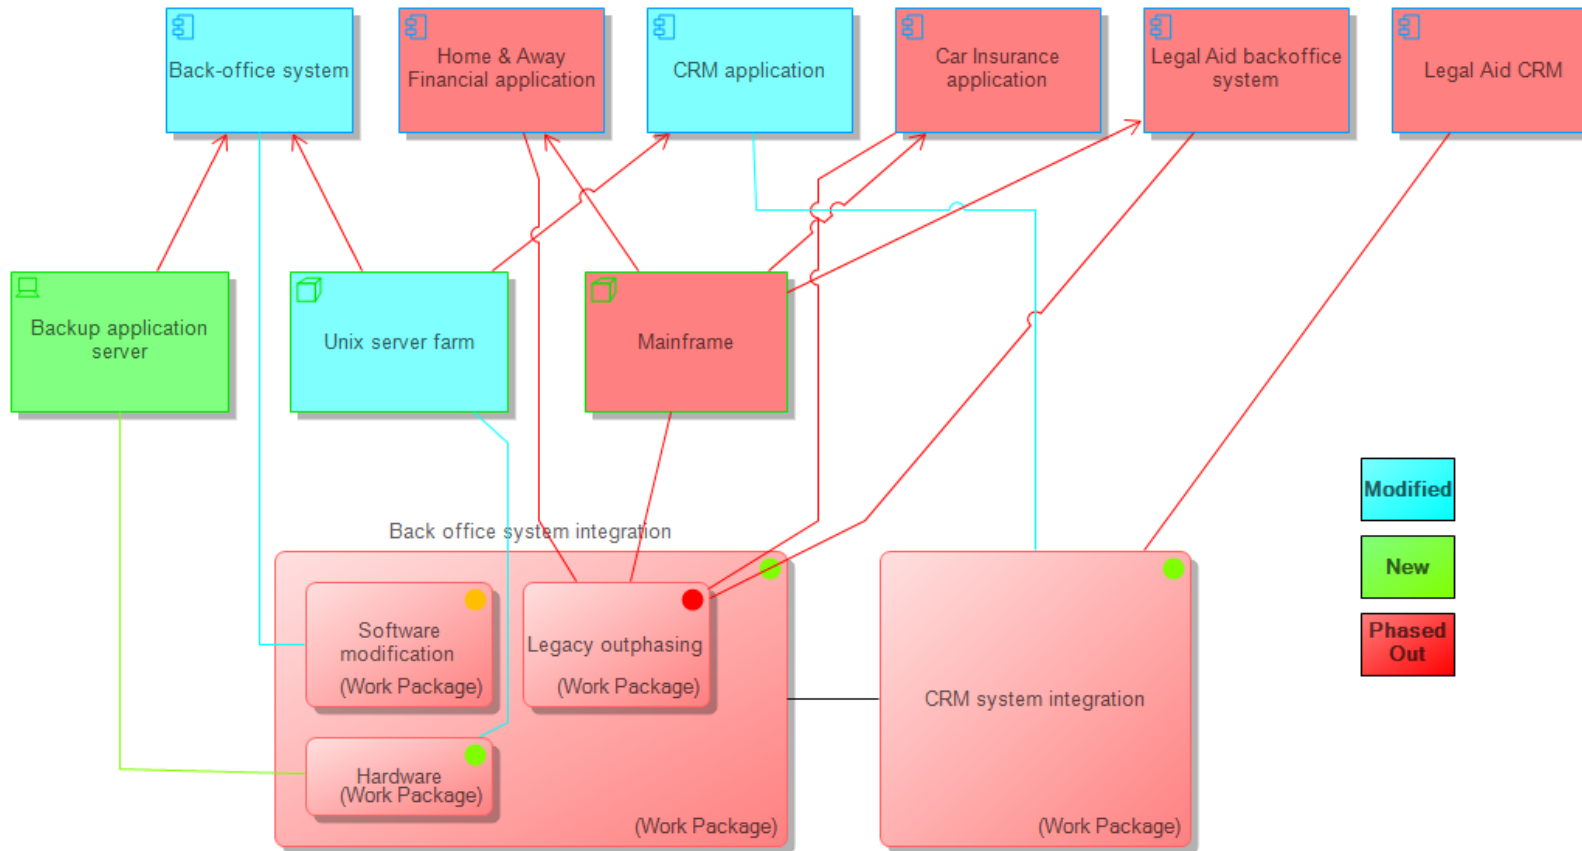 Back-office system
Home & Away
Financial application
CRM application
Car Insurance
application
Legal Aid backoffice
system
Legal Aid CRM
Backup application
server
Unix server farm
Mainframe
Modified
New
Phased
Out
Back office system integration
Software
modification
(Work Package)
Legacy outphasing
(Work Package)
Hardware
(Work Package)
(Work Package)
CRM system integration
(Work Package)